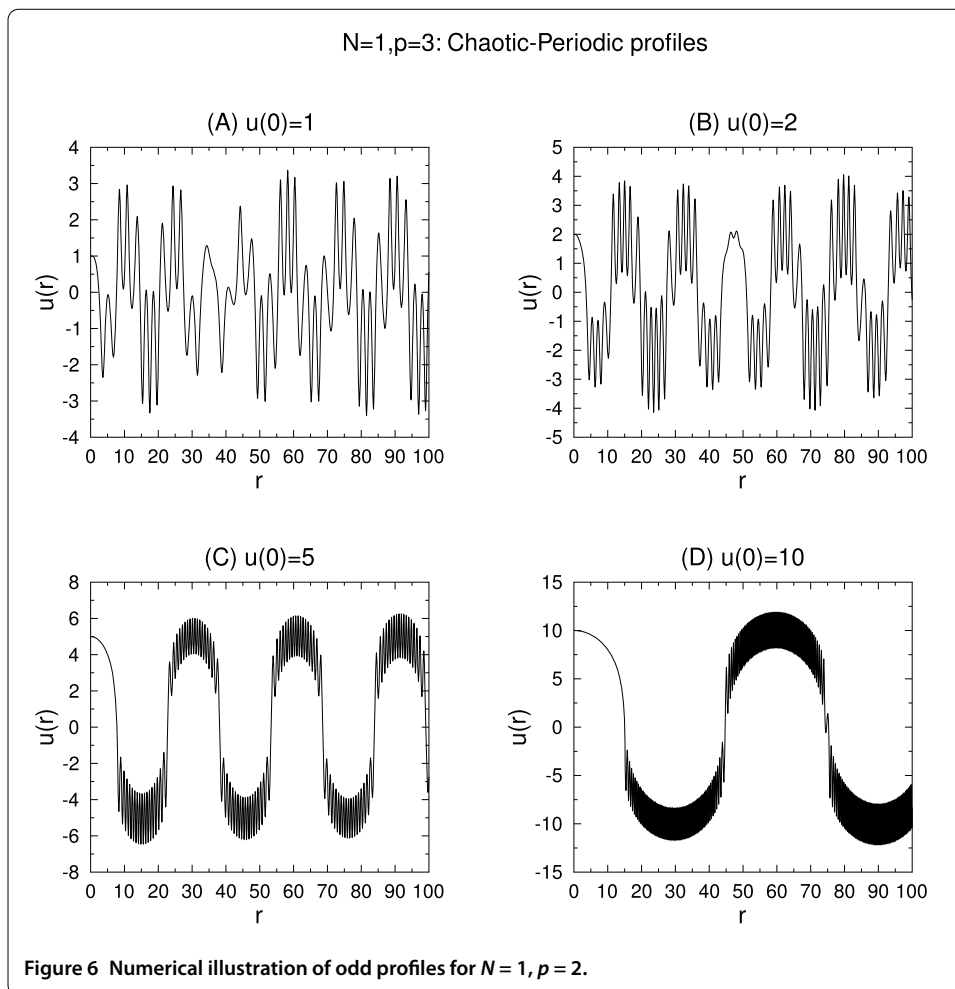 N=1,p=3: Chaotic-Periodic profiles
(A) u(0)=1
(B) u(0)=2
4
3
2
1
0
-1
-2
-3
-4
u(r)
0 10 20 30 40 50 60 70 80 90 100
r
5
4
3
2
1
0
-1
-2
-3
-4
-5
u(r)
0 10 20 30 40 50 60 70 80 90 100
r
(C) u(0)=5
(D) u(0)=10
8
6
4
2
0
-2
-4
-6
-8
u(r)
0 10 20 30 40 50 60 70 80 90 100
r
15
10
5
0
-5
-10
-15
u(r)
0 10 20 30 40 50 60 70 80 90 100
r
Figure 6 Numerical illustration of odd profiles for N = 1, p = 2.